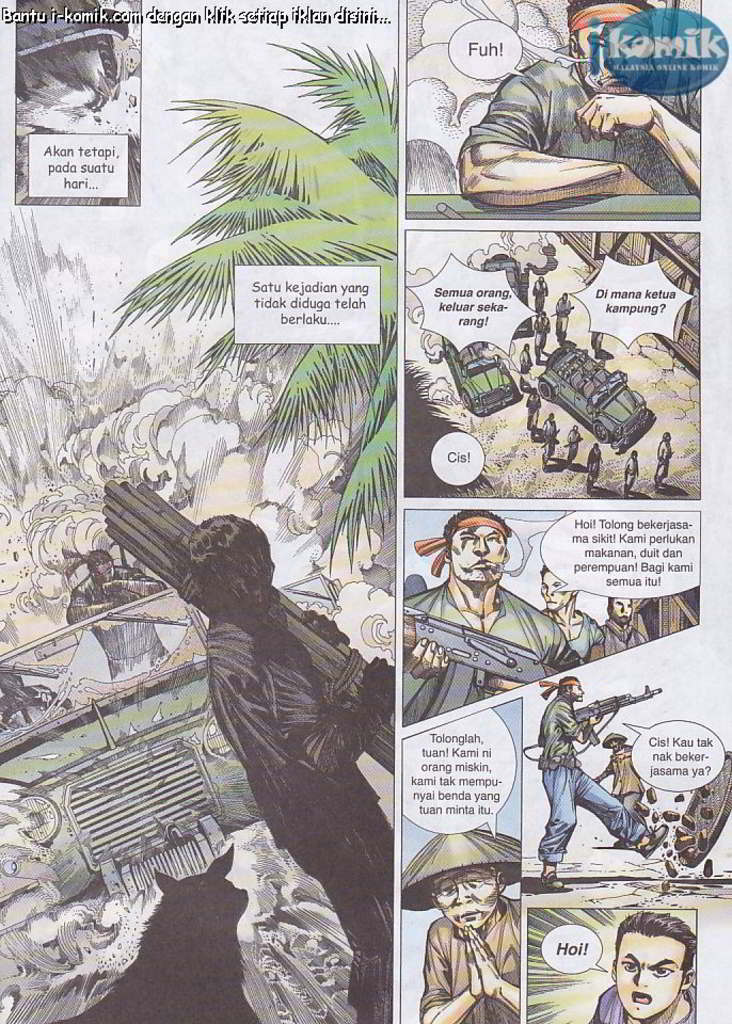 Bantu i-komik.com dengan klik setiap iklan disini...
i komik
MALAYSIA ONLINE KOMIK
Akan tetapi,
pada suatu
hari...
Satu kejadian yang
tidak diduga telah
berlaku....
Fuh!
Semua orang,
keluar seka-
rang!
Di mana ketua
kampung?
Cis!
Hoi! Tolong bekerjasa-
ma sikit! Kami perlukan
makanan, duit dan
perempuan! Bagi kami
semua itu!
Tolonglah,
tuan! Kami ni
orang miskin,
kami tak mempu-
nyai benda yang
tuan minta itu.
Cis! Kau tak
nak beker-
jasama ya?
Hoi!